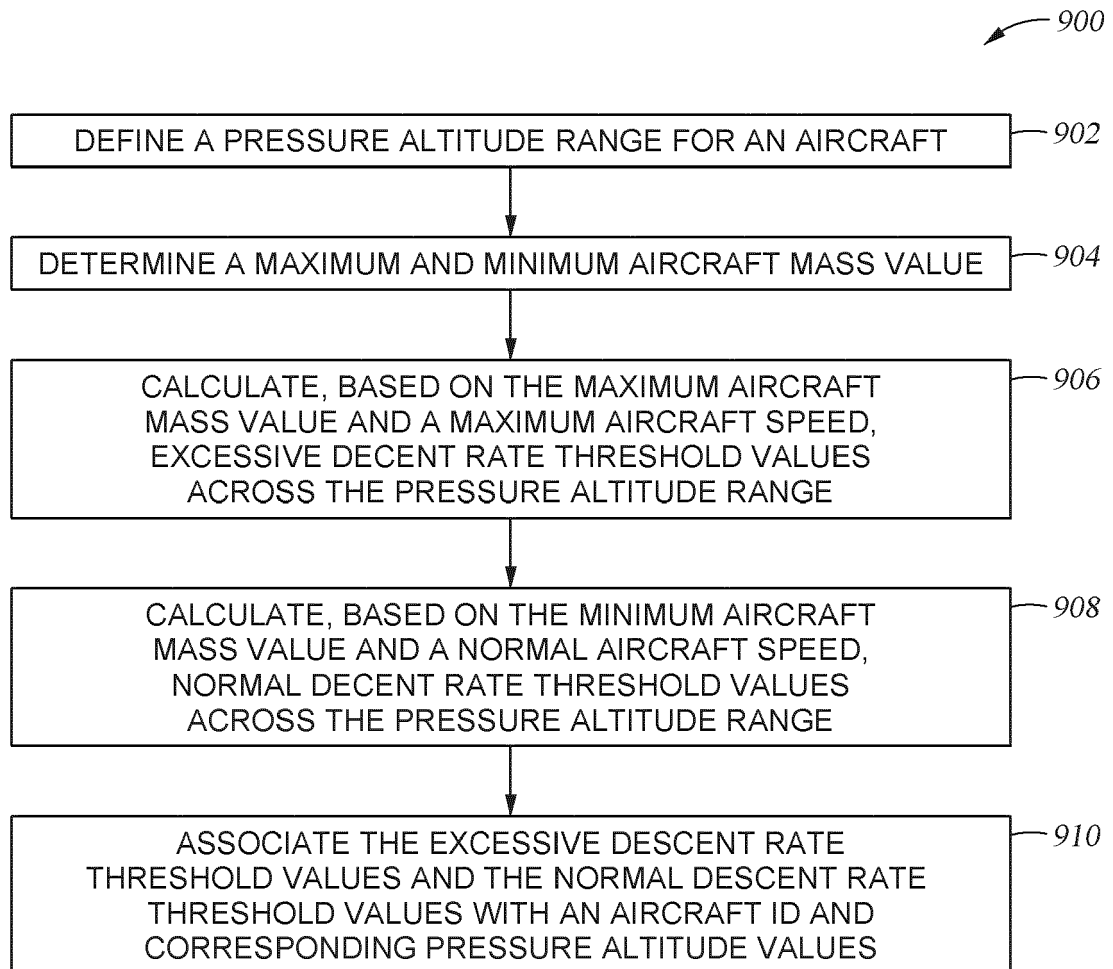 900
DEFINE A PRESSURE ALTITUDE RANGE FOR AN AIRCRAFT
902
DETERMINE A MAXIMUM AND MINIMUM AIRCRAFT MASS VALUE
904
CALCULATE, BASED ON THE MAXIMUM AIRCRAFT
MASS VALUE AND A MAXIMUM AIRCRAFT SPEED,
EXCESSIVE DECENT RATE THRESHOLD VALUES
ACROSS THE PRESSURE ALTITUDE RANGE
906
CALCULATE, BASED ON THE MINIMUM AIRCRAFT
MASS VALUE AND A NORMAL AIRCRAFT SPEED,
NORMAL DECENT RATE THRESHOLD VALUES
ACROSS THE PRESSURE ALTITUDE RANGE
908
ASSOCIATE THE EXCESSIVE DESCENT RATE
THRESHOLD VALUES AND THE NORMAL DESCENT RATE
THRESHOLD VALUES WITH AN AIRCRAFT ID AND
CORRESPONDING PRESSURE ALTITUDE VALUES
910